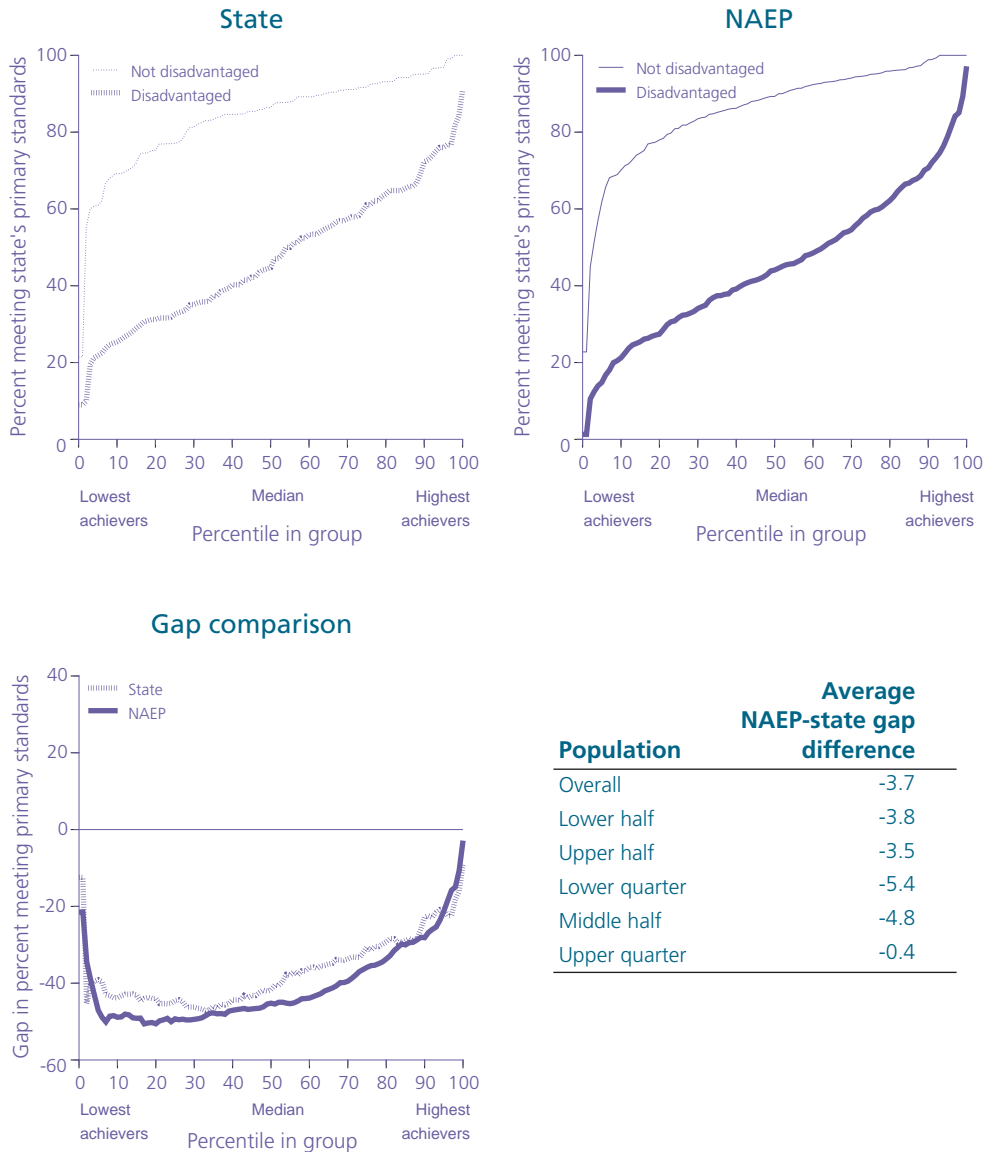 State
Percent meeting state's primary standards
100
80
60
40
20
0
Not disadvantaged
Disadvantaged
0 10 20 30 40 50 60 70 80 90 100
Lowest achievers
Median
Highest achievers
Percentile in group
NAEP
Percent meeting state's primary standards
100
80
60
40
20
0
Not disadvantaged
Disadvantaged
0 10 20 30 40 50 60 70 80 90 100
Lowest achievers
Median
Highest achievers
Percentile in group
Gap comparison
Gap in percent meeting primary standards
40
20
0
-20
-40
-60
State
NAEP
0 10 20 30 40 50 60 70 80 90 100
Lowest achievers
Median
Highest achievers
Percentile in group
Average
NAEP-state gap
Population difference
Overall -3.7
Lower half -3.8
Upper half -3.5
Lower quarter -5.4
Middle half -4.8
Upper quarter -0.4